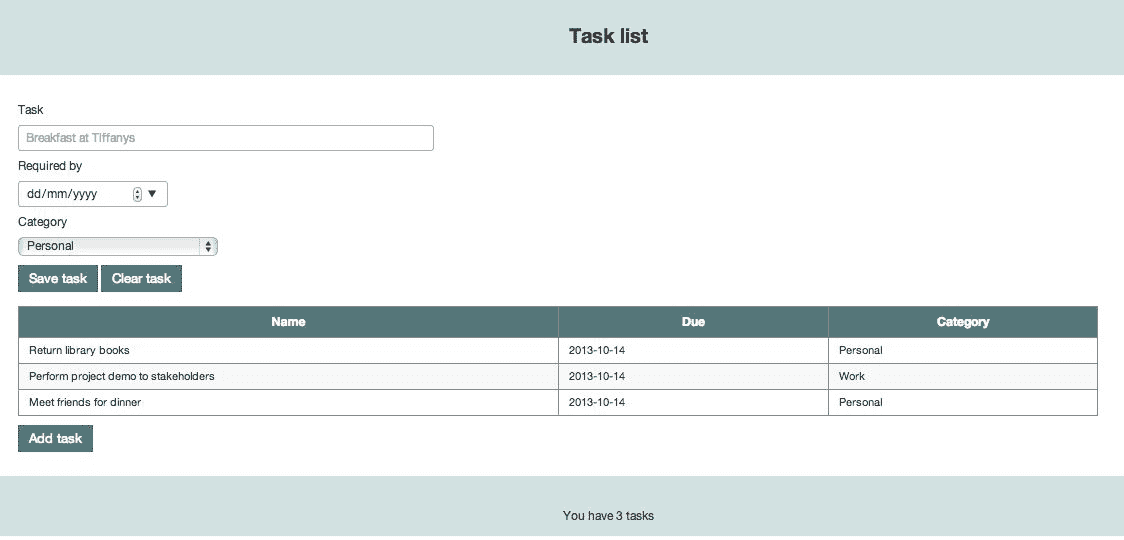 Task list
Task
Breakfast at Tiffanys
Required by
dd/mm/yyyy
Category
Personal
Save task Clear task
Name Due Category
Return library books 2013-10-14 Personal
Perform project demo to stakeholders 2013-10-14 Work
Meet friends for dinner 2013-10-14 Personal
Add task
You have 3 tasks